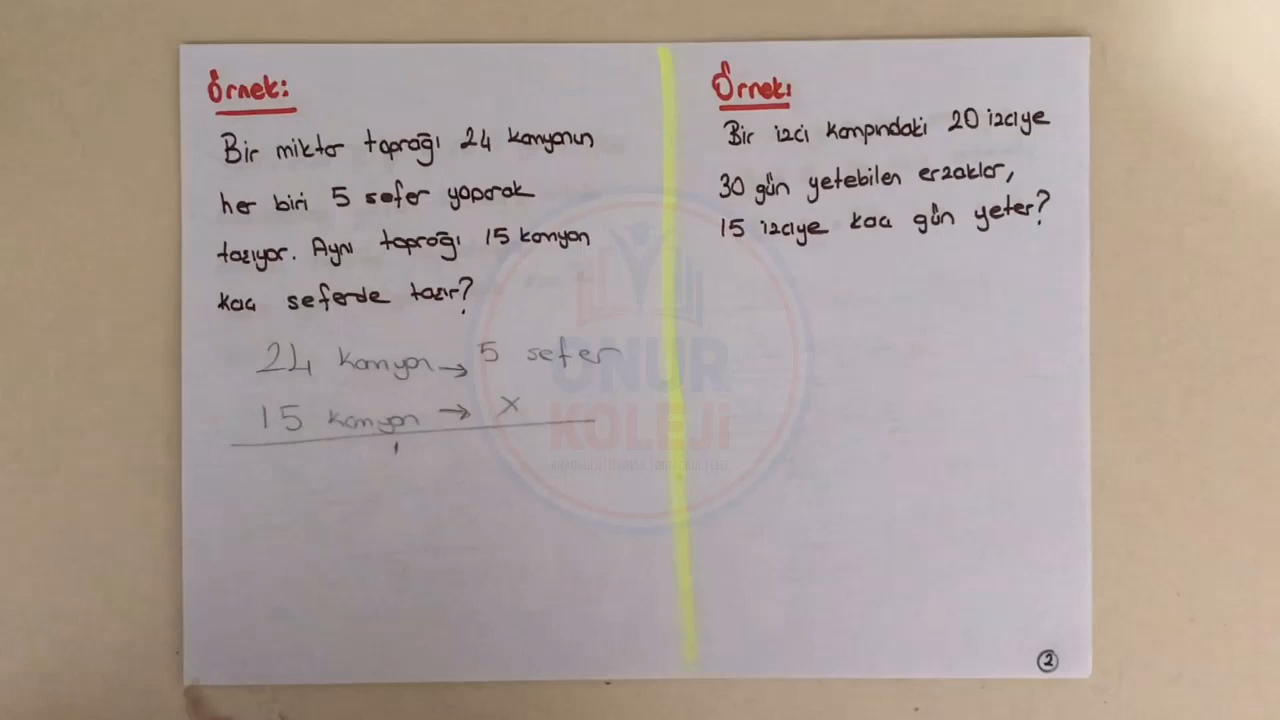 Örnek:
Bir miktar toprağı 24 kamyonun
her biri 5 sefer yaparak
taşıyor. Aynı toprağı 15 kamyon
kaç seferde taşır?
24 kamyon → 5 sefer
15 kamyon → x
Örnek:
Bir izci kampındaki 20 izciye
30 gün yetebilen erzaklar,
15 izciye kaç gün yeter?
ONUR
KOLEJİ
2